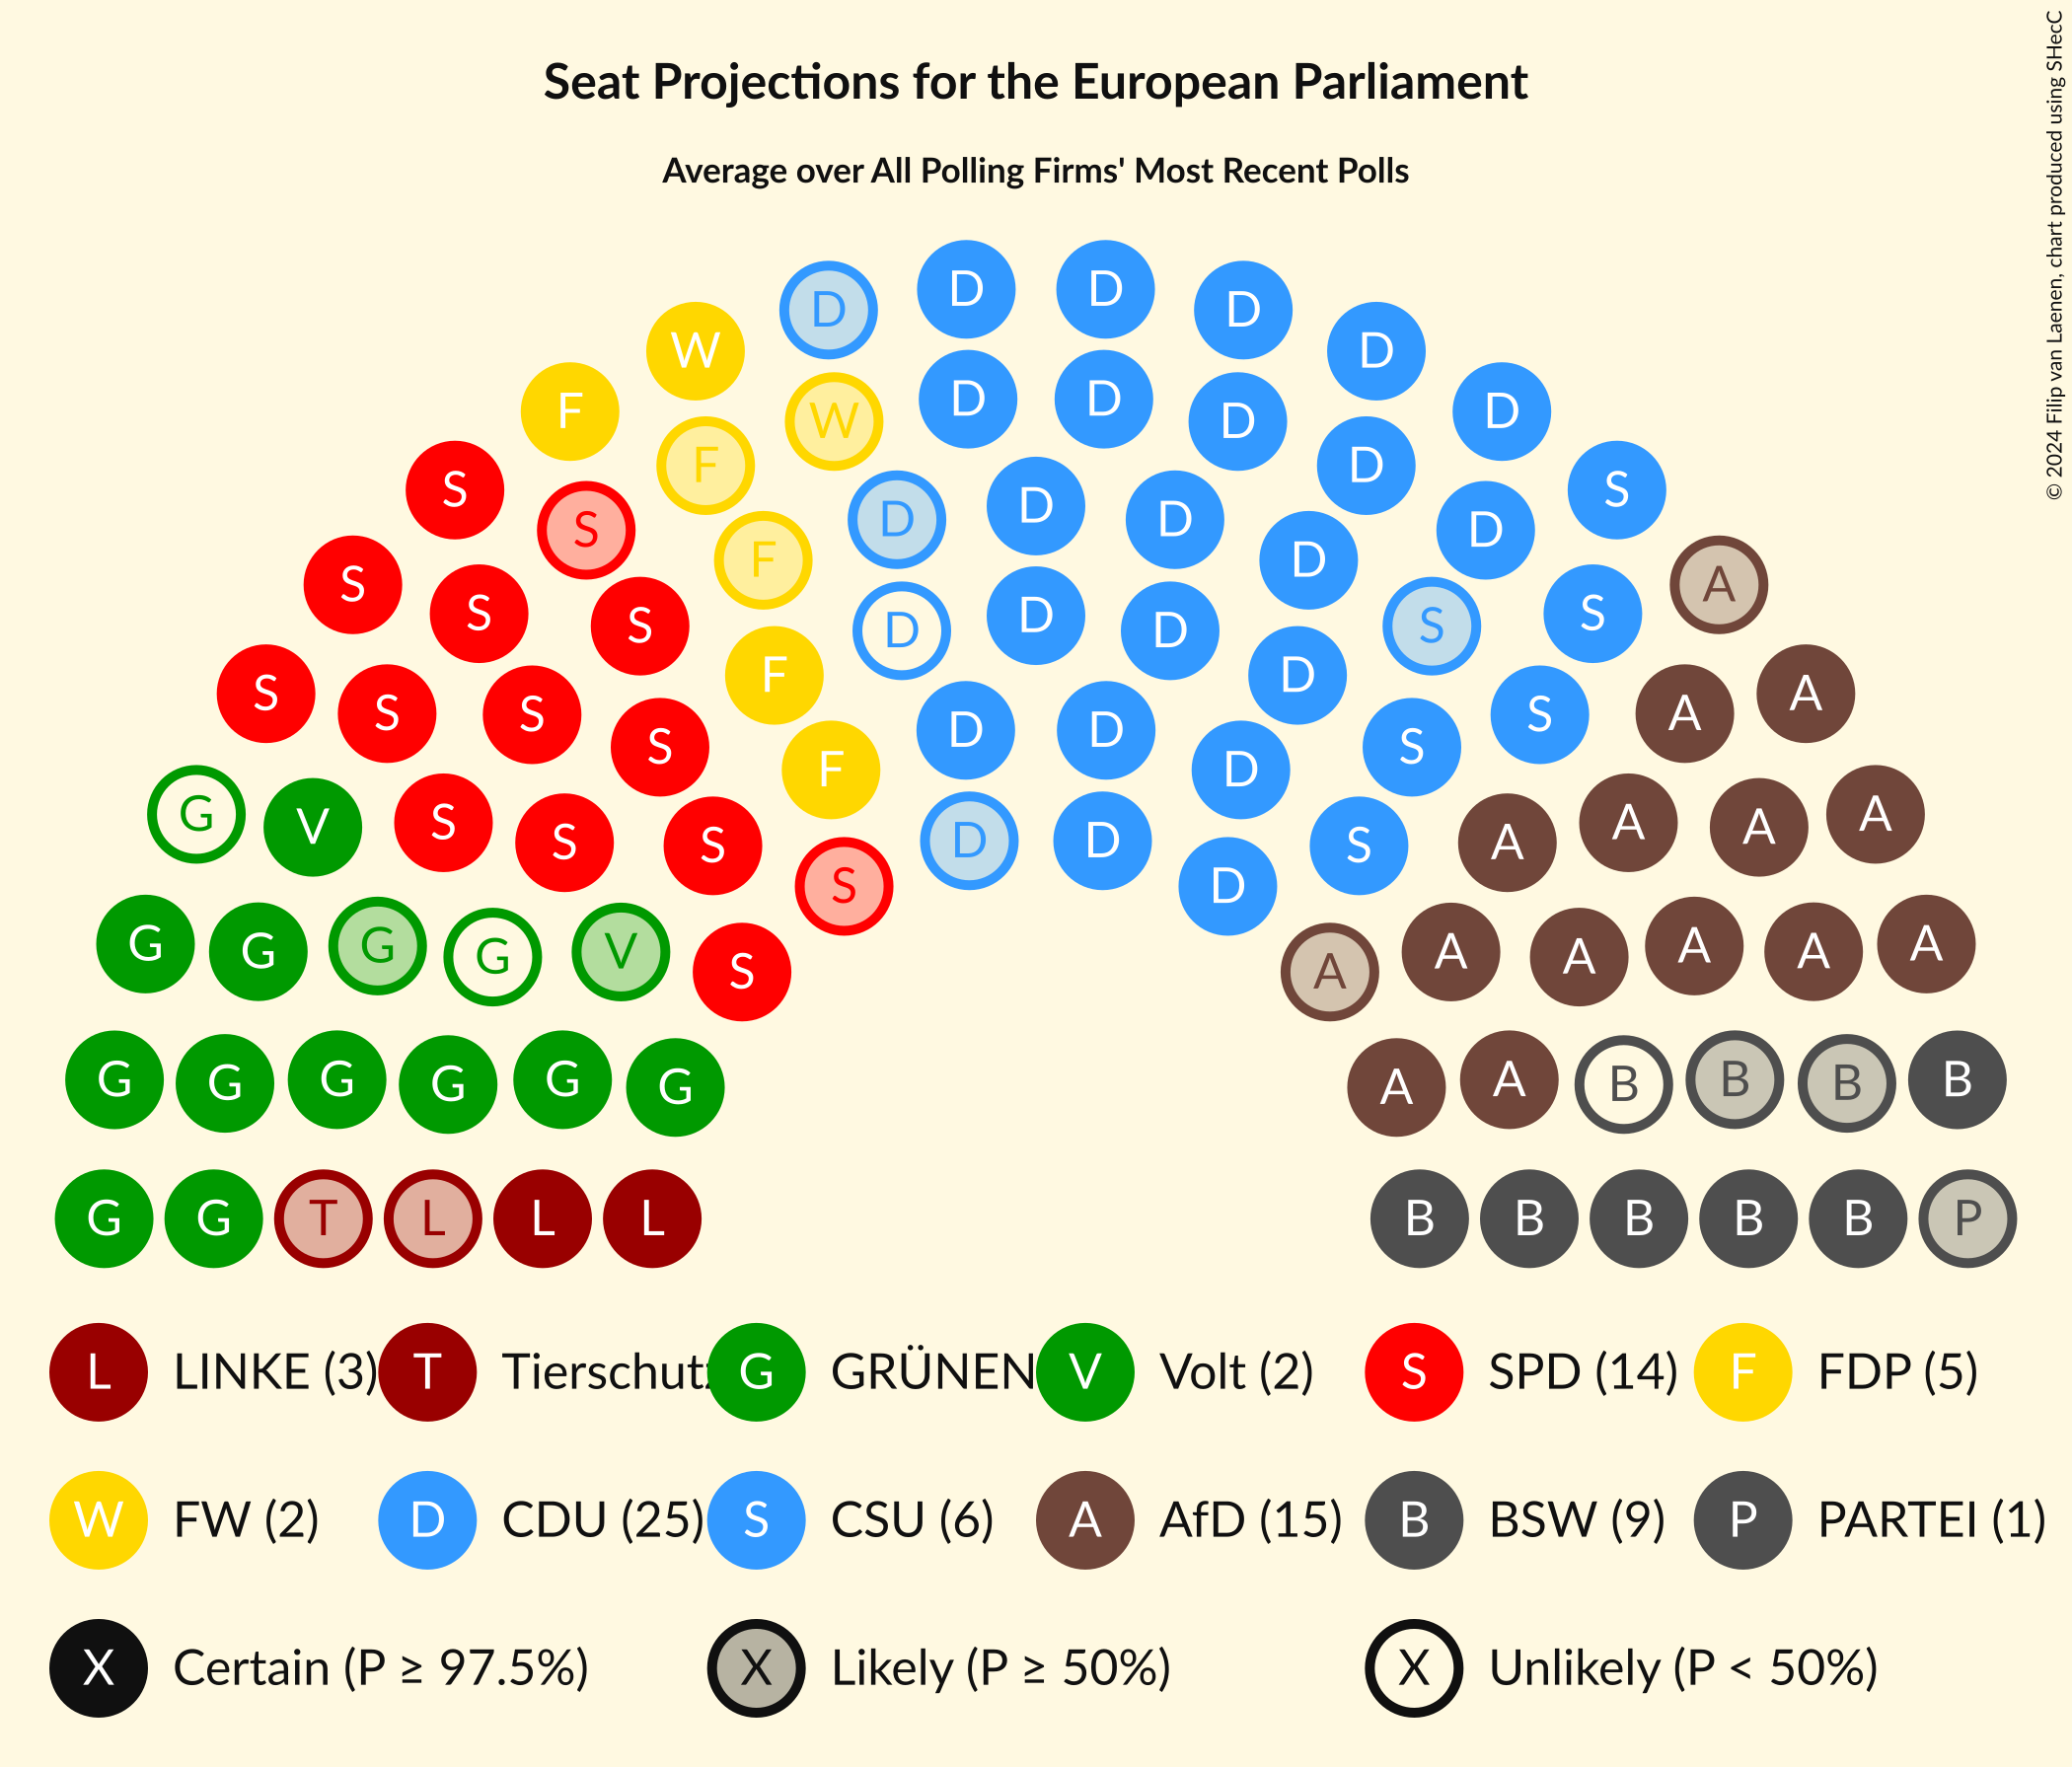 Seat Projections for the European Parliament
Average over All Polling Firms' Most Recent Polls
© 2024 Filip van Laenen, chart produced using SHecC
D D D D
W D
F D D D W D
S F D D S
S F D D D
S S D A
S S F D D D S S
S S F D S S A A
S S D D D S
G V S S S F D D S A A A A
S D
G G G G V S A A A A A A
G G G G G G A A B B B B
G G T L L L B B B B B P
L LINKE (3) T Tierschutz G GRÜNEN V Volt (2) S SPD (14) F FDP (5)
W FW (2) D CDU (25) S CSU (6) A AfD (15) B BSW (9) P PARTEI (1)
X Certain (P ≥ 97.5%) X Likely (P ≥ 50%) X Unlikely (P < 50%)